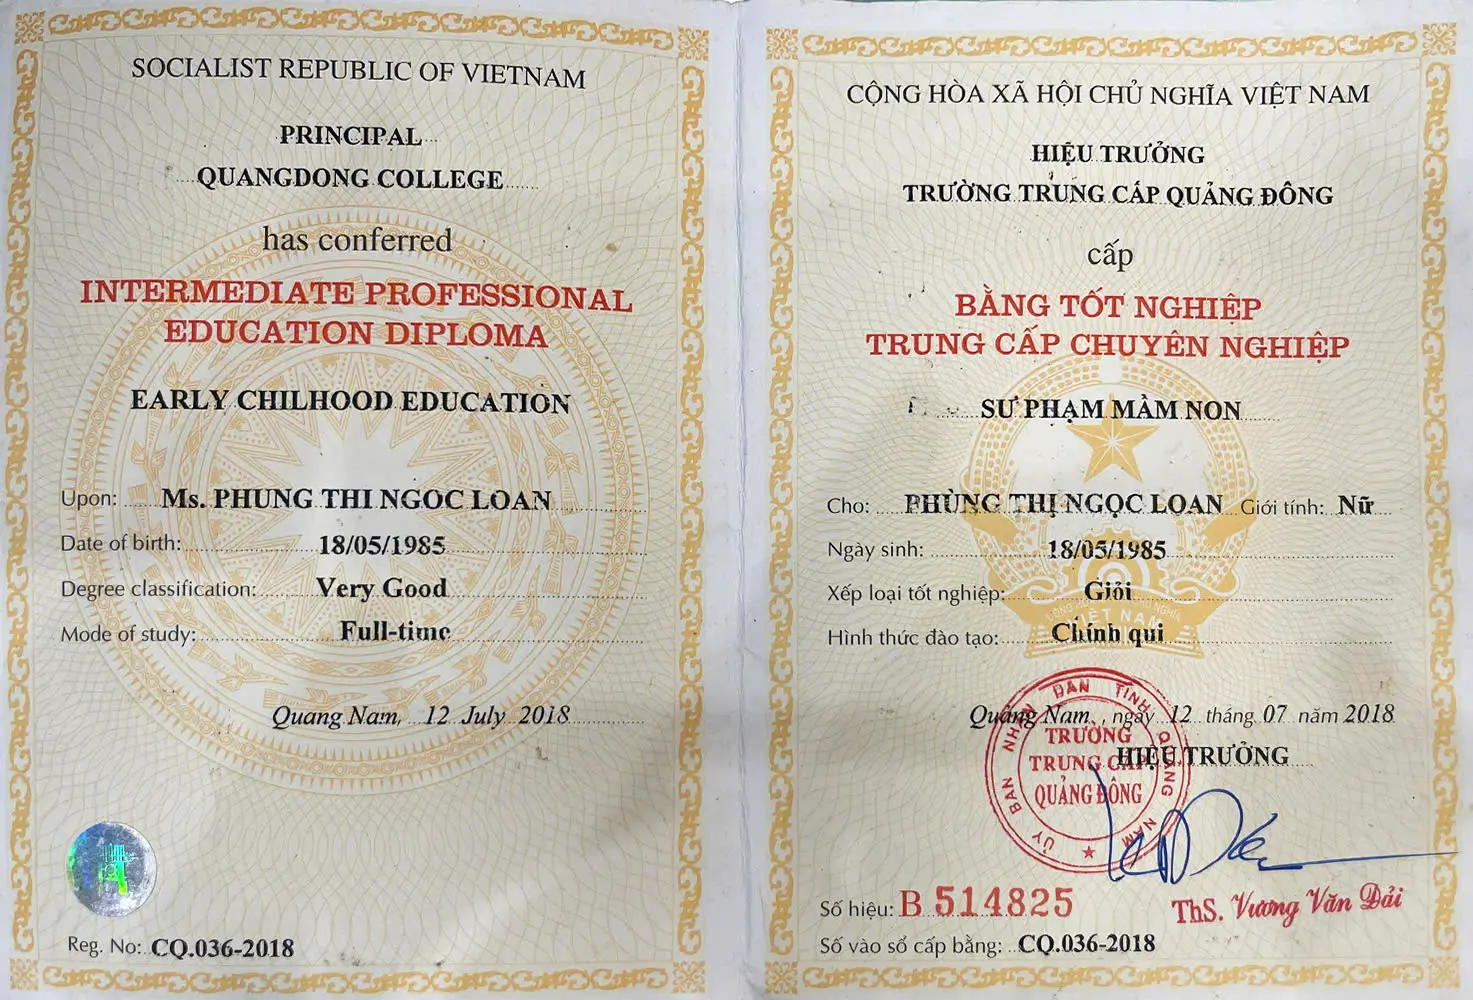 SOCIALIST REPUBLIC OF VIETNAM
PRINCIPAL
QUANGDONG COLLEGE
has conferred
INTERMEDIATE PROFESSIONAL
EDUCATION DIPLOMA
EARLY CHILHOOD EDUCATION
Upon: Ms. PHUNG THI NGOC LOAN
Date of birth: 18/05/1985
Degree classification: Very Good
Mode of study: Full-time
Quang Nam, 12 July 2018
Reg. No: CQ.036-2018
CỘNG HÒA XÃ HỘI CHỦ NGHĨA VIỆT NAM
HIỆU TRƯỞNG
TRƯỜNG TRUNG CẤP QUẢNG ĐÔNG
cấp
BẰNG TỐT NGHIỆP
TRUNG CẤP CHUYÊN NGHIỆP
SƯ PHẠM MẦM NON
Cho: PHÙNG THỊ NGỌC LOAN Giới tính: Nữ
Ngày sinh: 18/05/1985
Xếp loại tốt nghiệp: Giỏi
Hình thức đào tạo: Chính qui
Quảng Nam, ngày 12 tháng 07 năm 2018
HIỆU TRƯỞNG
ỦY BAN NHÂN DÂN TỈNH QUẢNG NAM
TRƯỜNG
TRUNG CẤP
QUẢNG ĐÔNG
Số hiệu: B 514825
ThS. Vương Văn Dải
Số vào sổ cấp bằng: CQ.036-2018